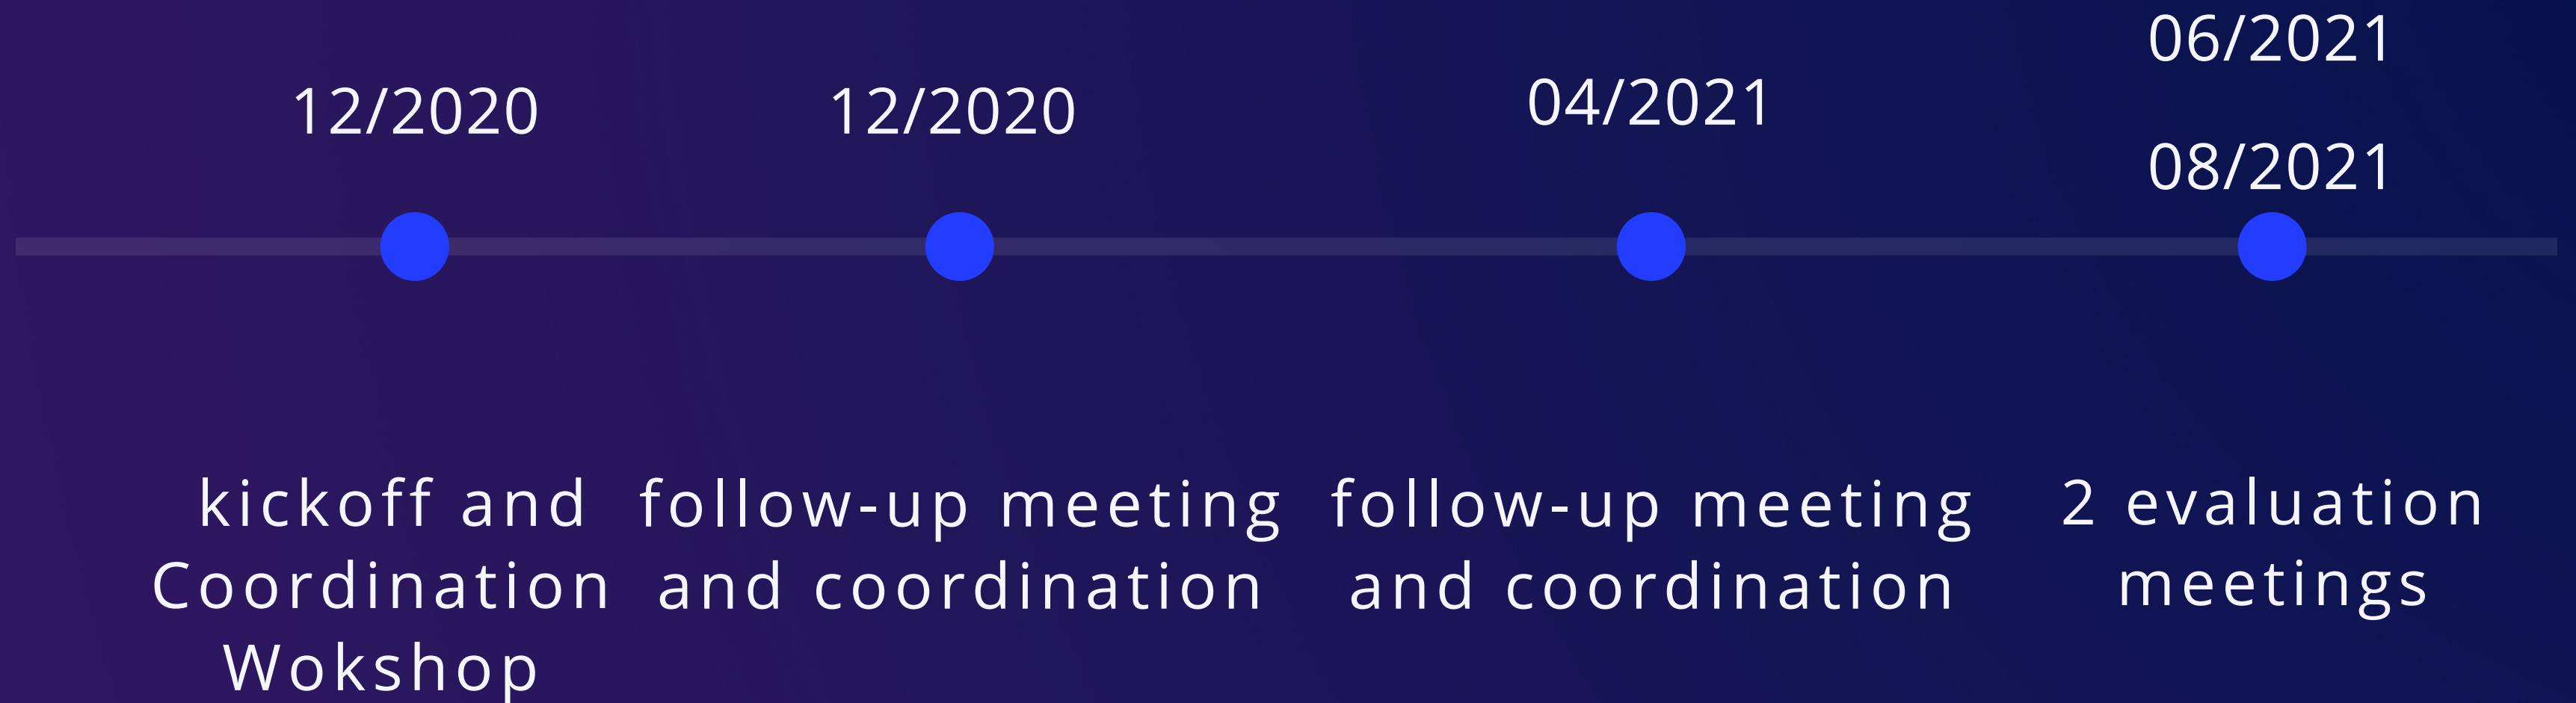 12/2020
kickoff and
Coordination
Wokshop
12/2020
follow-up meeting
and coordination
04/2021
follow-up meeting
and coordination
06/2021
08/2021
2 evaluation
meetings